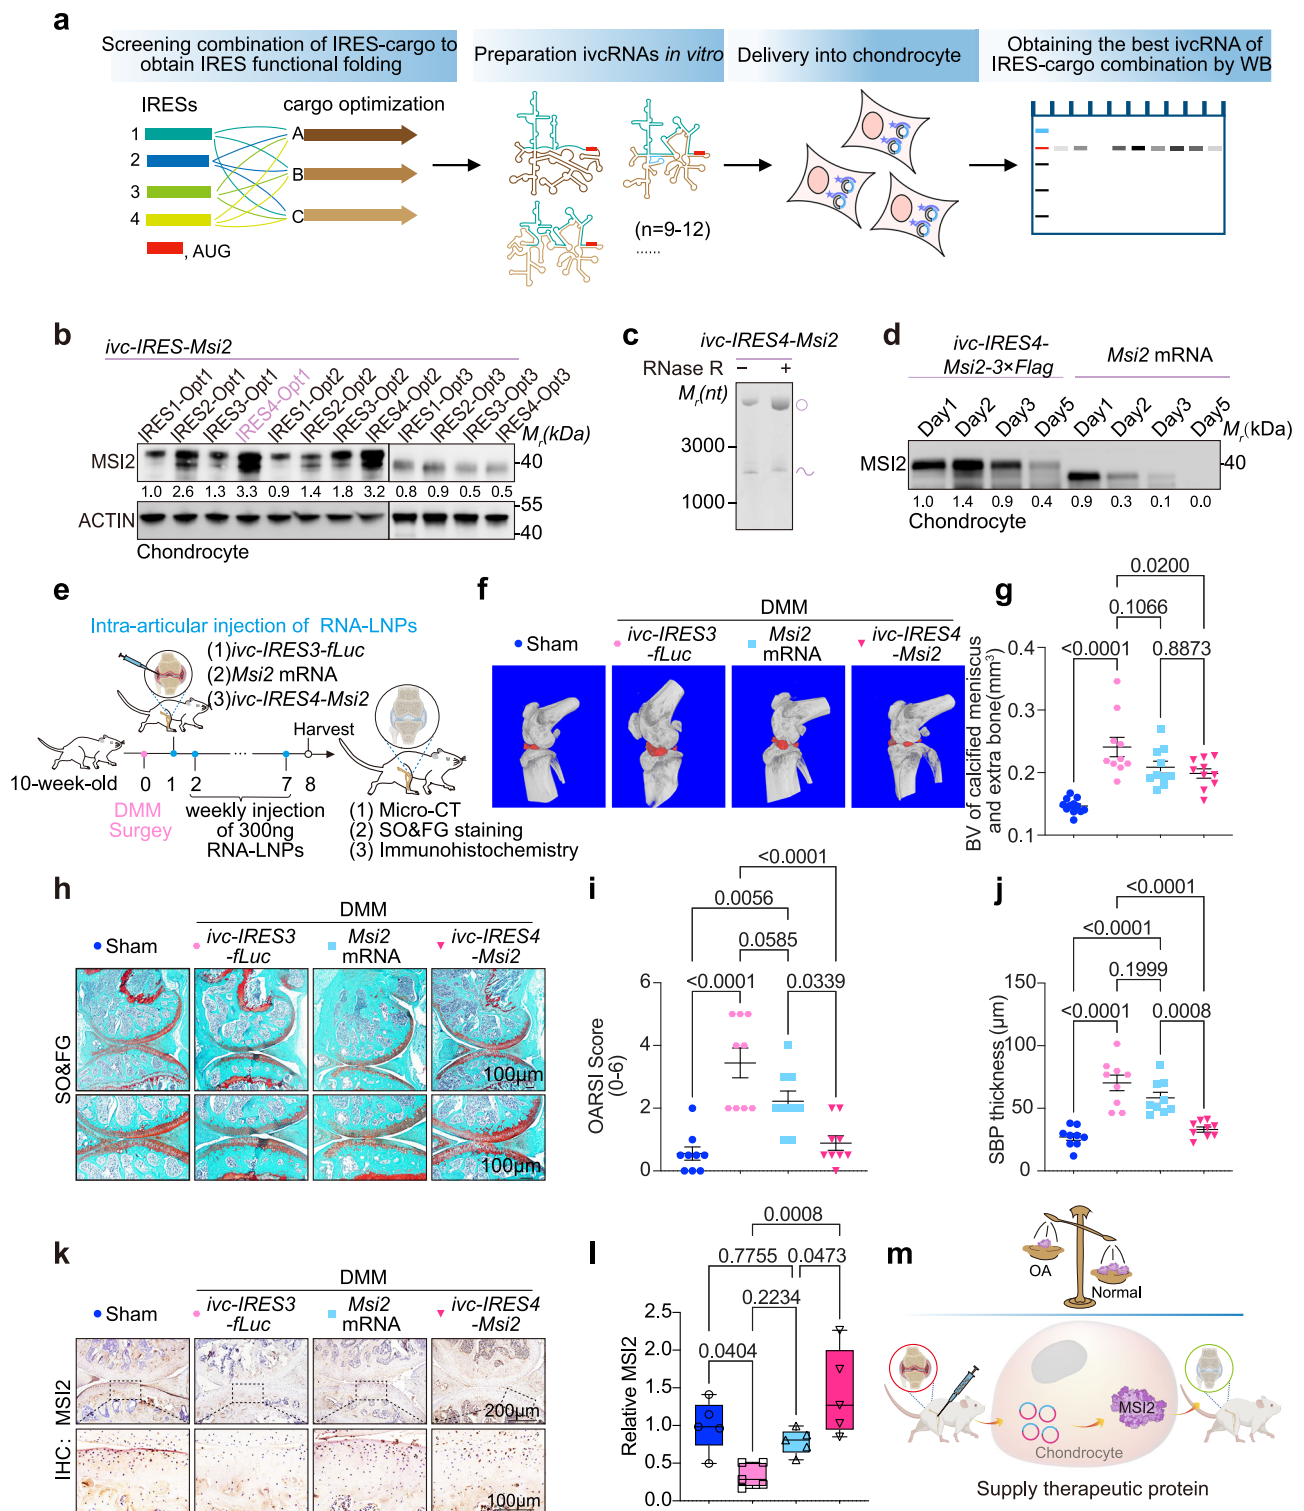 a
Screening combination of IRES-cargo to
obtain IRES functional folding
Preparation ivcRNAs in vitro
Delivery into chondrocyte
Obtaining the best ivcRNA of
IRES-cargo combination by WB
IRESs
cargo optimization
1
2
3
4
A
B
C
, AUG
(n=9-12)
......
b
ivc-IRES-Msi2
IRES1-Opt1
IRES2-Opt1
IRES3-Opt1
IRES4-Opt1
IRES1-Opt2
IRES2-Opt2
IRES3-Opt2
IRES4-Opt2
IRES1-Opt3
IRES2-Opt3
IRES3-Opt3
IRES4-Opt3
Mr(kDa)
MSI2
-40
1.0 2.6 1.3 3.3 0.9 1.4 1.8 3.2 0.8 0.9 0.5 0.5
ACTIN
-55
-40
Chondrocyte
c
ivc-IRES4-Msi2
RNase R − +
Mr(nt)
3000
1000
d
ivc-IRES4-
Msi2-3×Flag
Msi2 mRNA
Day1
Day2
Day3
Day5
Day1
Day2
Day3
Day5
Mr(kDa)
MSI2
-40
1.0 1.4 0.9 0.4 0.9 0.3 0.1 0.0
Chondrocyte
e
Intra-articular injection of RNA-LNPs
(1)ivc-IRES3-fLuc
(2)Msi2 mRNA
(3)ivc-IRES4-Msi2
Harvest
...
10-week-old
0 1 2 7 8
DMM
Surgey
weekly injection
of 300ng
RNA-LNPs
(1) Micro-CT
(2) SO&FG staining
(3) Immunohistochemistry
f
DMM
Sham
ivc-IRES3
-fLuc
Msi2
mRNA
ivc-IRES4
-Msi2
g
0.0200
0.1066
<0.0001
0.8873
BV of calcified meniscus
and extra bone(mm³)
0.4
0.3
0.2
0.1
h
DMM
Sham
ivc-IRES3
-fLuc
Msi2
mRNA
ivc-IRES4
-Msi2
SO&FG
100μm
100μm
i
<0.0001
0.0056
0.0585
<0.0001
0.0339
OARSI Score
(0-6)
6
4
2
0
j
<0.0001
<0.0001
0.1999
<0.0001
0.0008
SBP thickness (μm)
150
100
50
0
k
DMM
Sham
ivc-IRES3
-fLuc
Msi2
mRNA
ivc-IRES4
-Msi2
IHC: MSI2
200μm
100μm
l
0.0008
0.7755
0.0473
0.2234
0.0404
Relative MSI2
2.5
2.0
1.5
1.0
0.5
0.0
m
OA
Normal
MSI2
Chondrocyte
Supply therapeutic protein